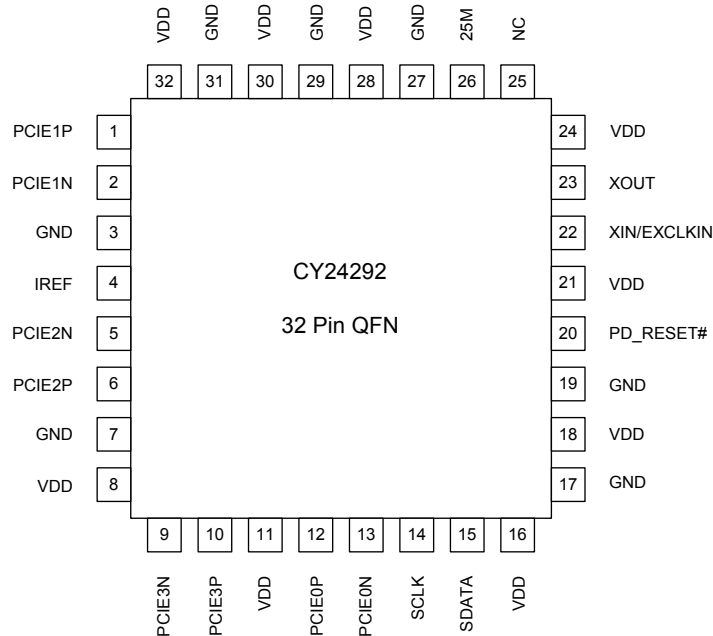 VDD GND VDD GND VDD GND 25M NC
32 31 30 29 28 27 26 25
PCIE1P 1 24 VDD
PCIE1N 2 23 XOUT
GND 3 22 XIN/EXCLKIN
IREF 4 CY24292 21 VDD
PCIE2N 5 32 Pin QFN 20 PD_RESET#
PCIE2P 6 19 GND
GND 7 18 VDD
VDD 8 17 GND
9 10 11 12 13 14 15 16
PCIE3N PCIE3P VDD PCIE0P PCIE0N SCLK SDATA VDD